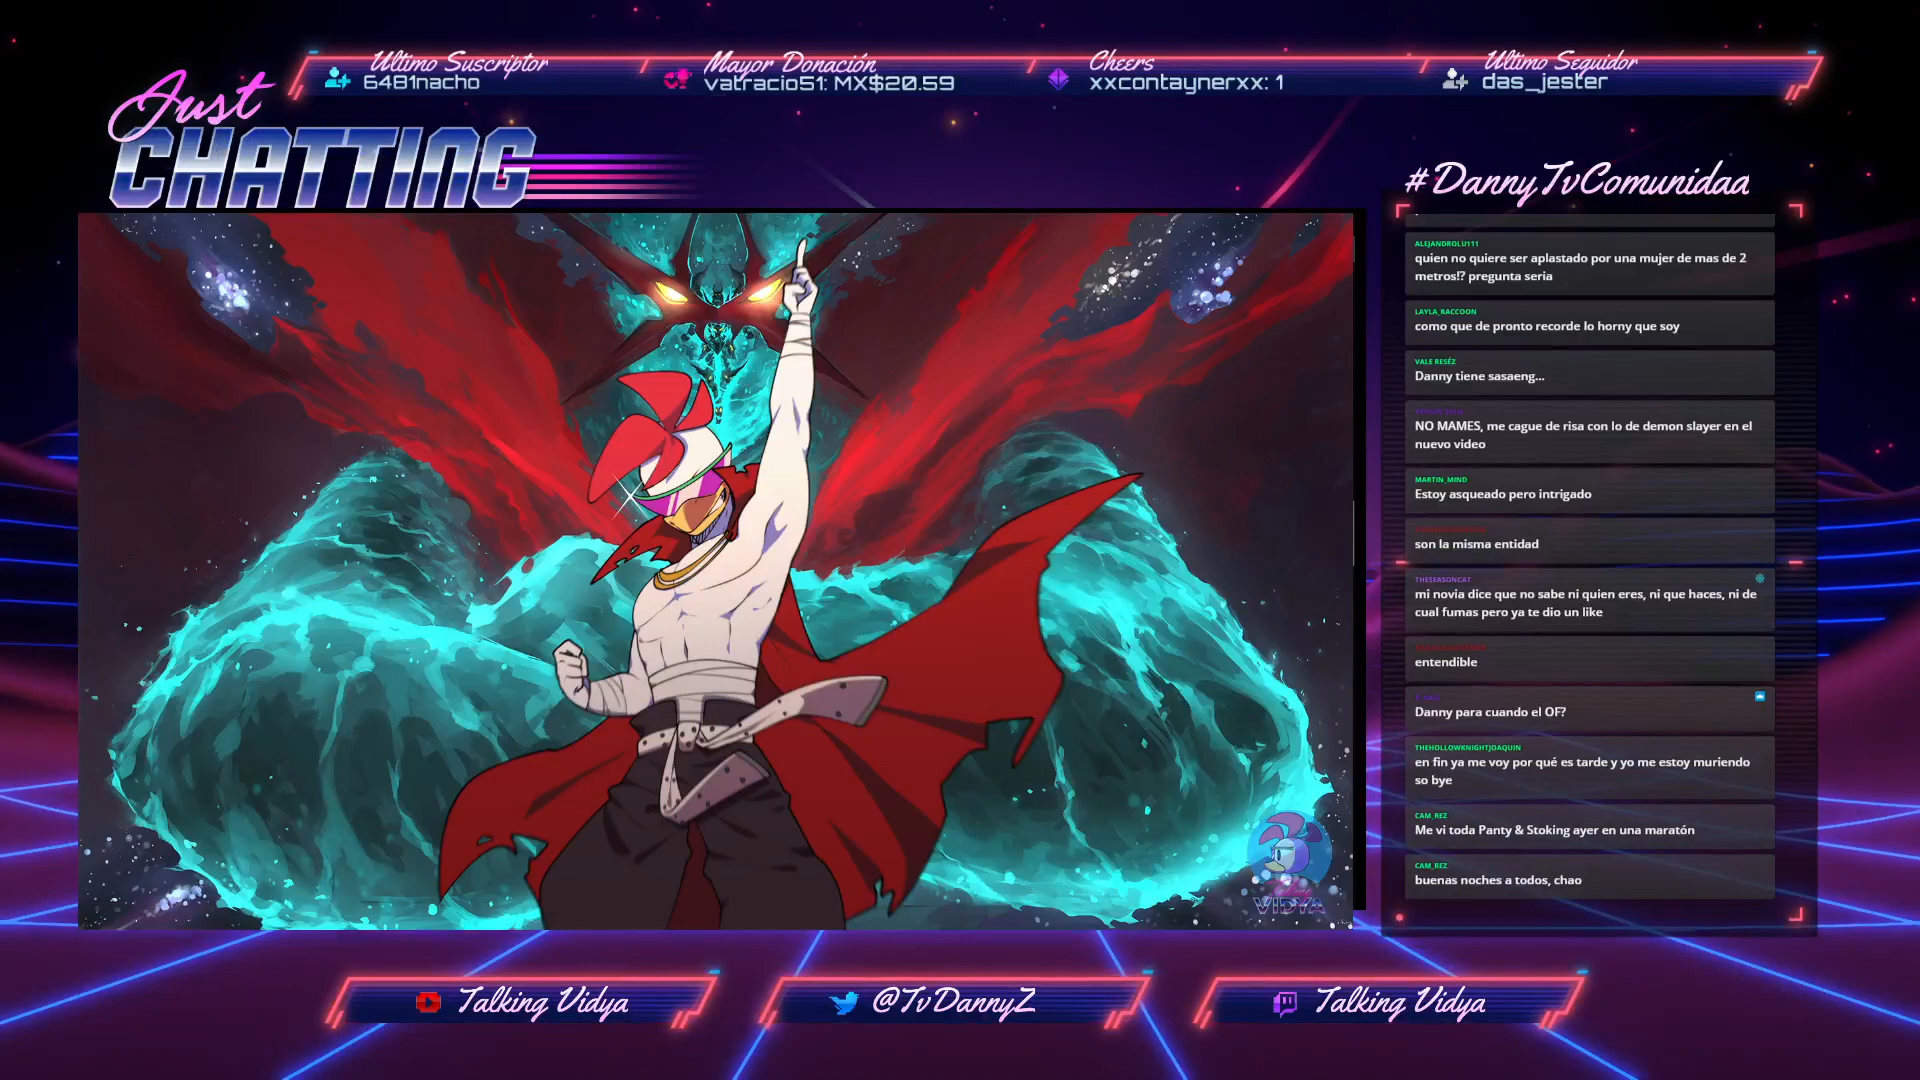 Ultimo Suscriptor
6481nacho
Mayor Donación
vatracio51: MX$20.59
Cheers
xxcontaynerxx: 1
Ultimo Seguidor
das_jester
Just
CHATTING
#DannyTvComunidad
ALEJANDROLU111
quien no quiere ser aplastado por una mujer de mas de 2
metros!? pregunta seria
LAYLA_RACCOON
como que de pronto recorde lo horny que soy
VALE RESÉZ
Danny tiene sasaeng...
NO MAMES, me cague de risa con lo de demon slayer en el
nuevo video
MARTIN_MIND
Estoy asqueado pero intrigado
son la misma entidad
THESEASONCAT
mi novia dice que no sabe ni quien eres, ni que haces, ni de
cual fumas pero ya te dio un like
entendible
Danny para cuando el OF?
THEHOLLOWKNIGHTJOAQUIN
en fin ya me voy por qué es tarde y yo me estoy muriendo
so bye
CAM_REZ
Me vi toda Panty & Stoking ayer en una maratón
CAM_REZ
buenas noches a todos, chao
VIDYA
Talking Vidya
@TvDannyZ
Talking Vidya